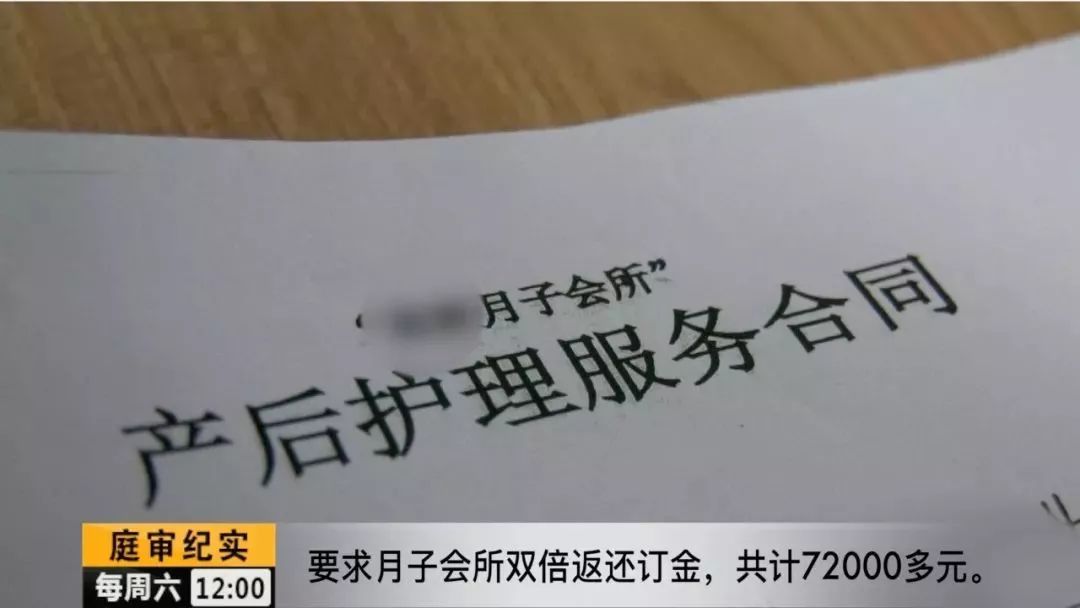 月子会所”
产后护理服务合同
庭审纪实
每周六 12:00
要求月子会所双倍返还订金，共计72000多元。